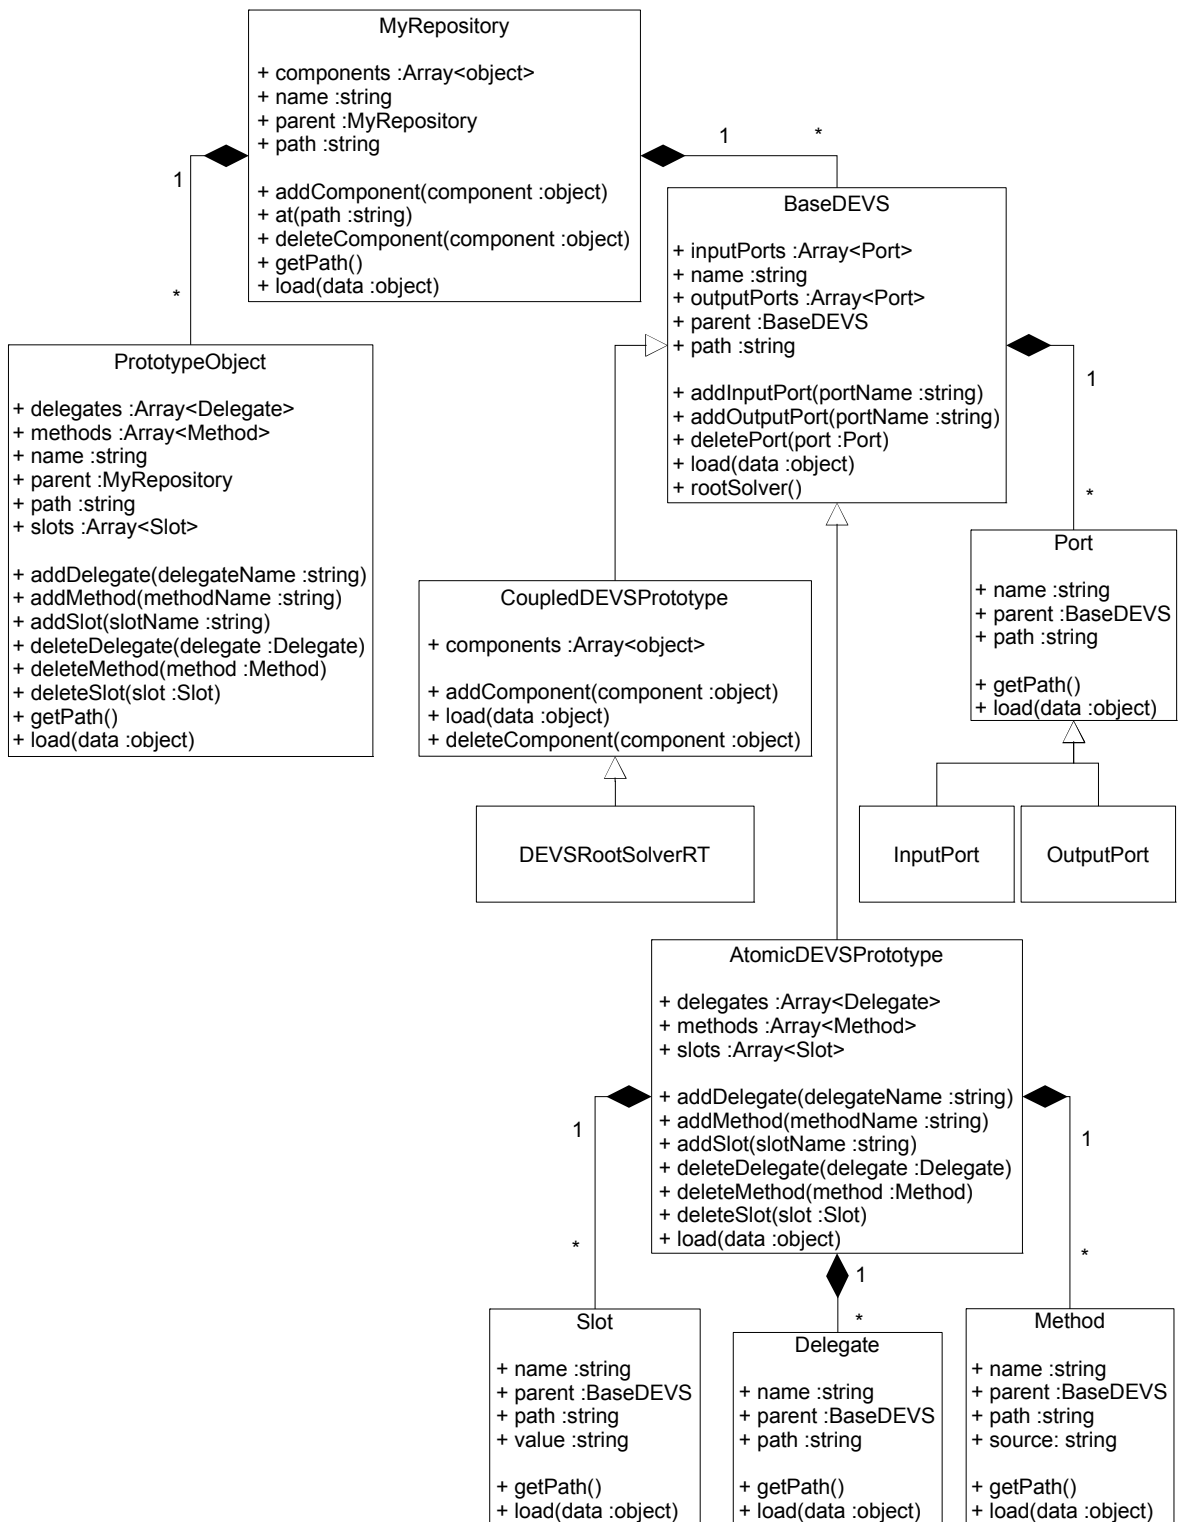 MyRepository
+ components :Array<object>
+ name :string
+ parent :MyRepository
+ path :string
+ addComponent(component :object)
+ at(path :string)
+ deleteComponent(component :object)
+ getPath()
+ load(data :object)
1
*
1
*
BaseDEVS
+ inputPorts :Array<Port>
+ name :string
+ outputPorts :Array<Port>
+ parent :BaseDEVS
+ path :string
+ addInputPort(portName :string)
+ addOutputPort(portName :string)
+ deletePort(port :Port)
+ load(data :object)
+ rootSolver()
1
*
PrototypeObject
+ delegates :Array<Delegate>
+ methods :Array<Method>
+ name :string
+ parent :MyRepository
+ path :string
+ slots :Array<Slot>
+ addDelegate(delegateName :string)
+ addMethod(methodName :string)
+ addSlot(slotName :string)
+ deleteDelegate(delegate :Delegate)
+ deleteMethod(method :Method)
+ deleteSlot(slot :Slot)
+ getPath()
+ load(data :object)
CoupledDEVSPrototype
+ components :Array<object>
+ addComponent(component :object)
+ load(data :object)
+ deleteComponent(component :object)
Port
+ name :string
+ parent :BaseDEVS
+ path :string
+ getPath()
+ load(data :object)
DEVSRootSolverRT
InputPort
OutputPort
AtomicDEVSPrototype
+ delegates :Array<Delegate>
+ methods :Array<Method>
+ slots :Array<Slot>
+ addDelegate(delegateName :string)
+ addMethod(methodName :string)
+ addSlot(slotName :string)
+ deleteDelegate(delegate :Delegate)
+ deleteMethod(method :Method)
+ deleteSlot(slot :Slot)
+ load(data :object)
1
*
1
*
1
*
Slot
+ name :string
+ parent :BaseDEVS
+ path :string
+ value :string
+ getPath()
+ load(data :object)
Delegate
+ name :string
+ parent :BaseDEVS
+ path :string
+ getPath()
+ load(data :object)
Method
+ name :string
+ parent :BaseDEVS
+ path :string
+ source: string
+ getPath()
+ load(data :object)